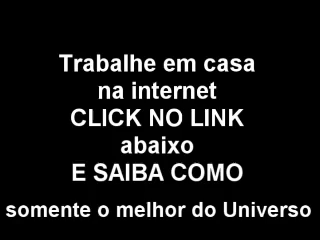 Trabalhe em casa
na internet
CLICK NO LINK
abaixo
E SAIBA COMO
somente o melhor do Universo